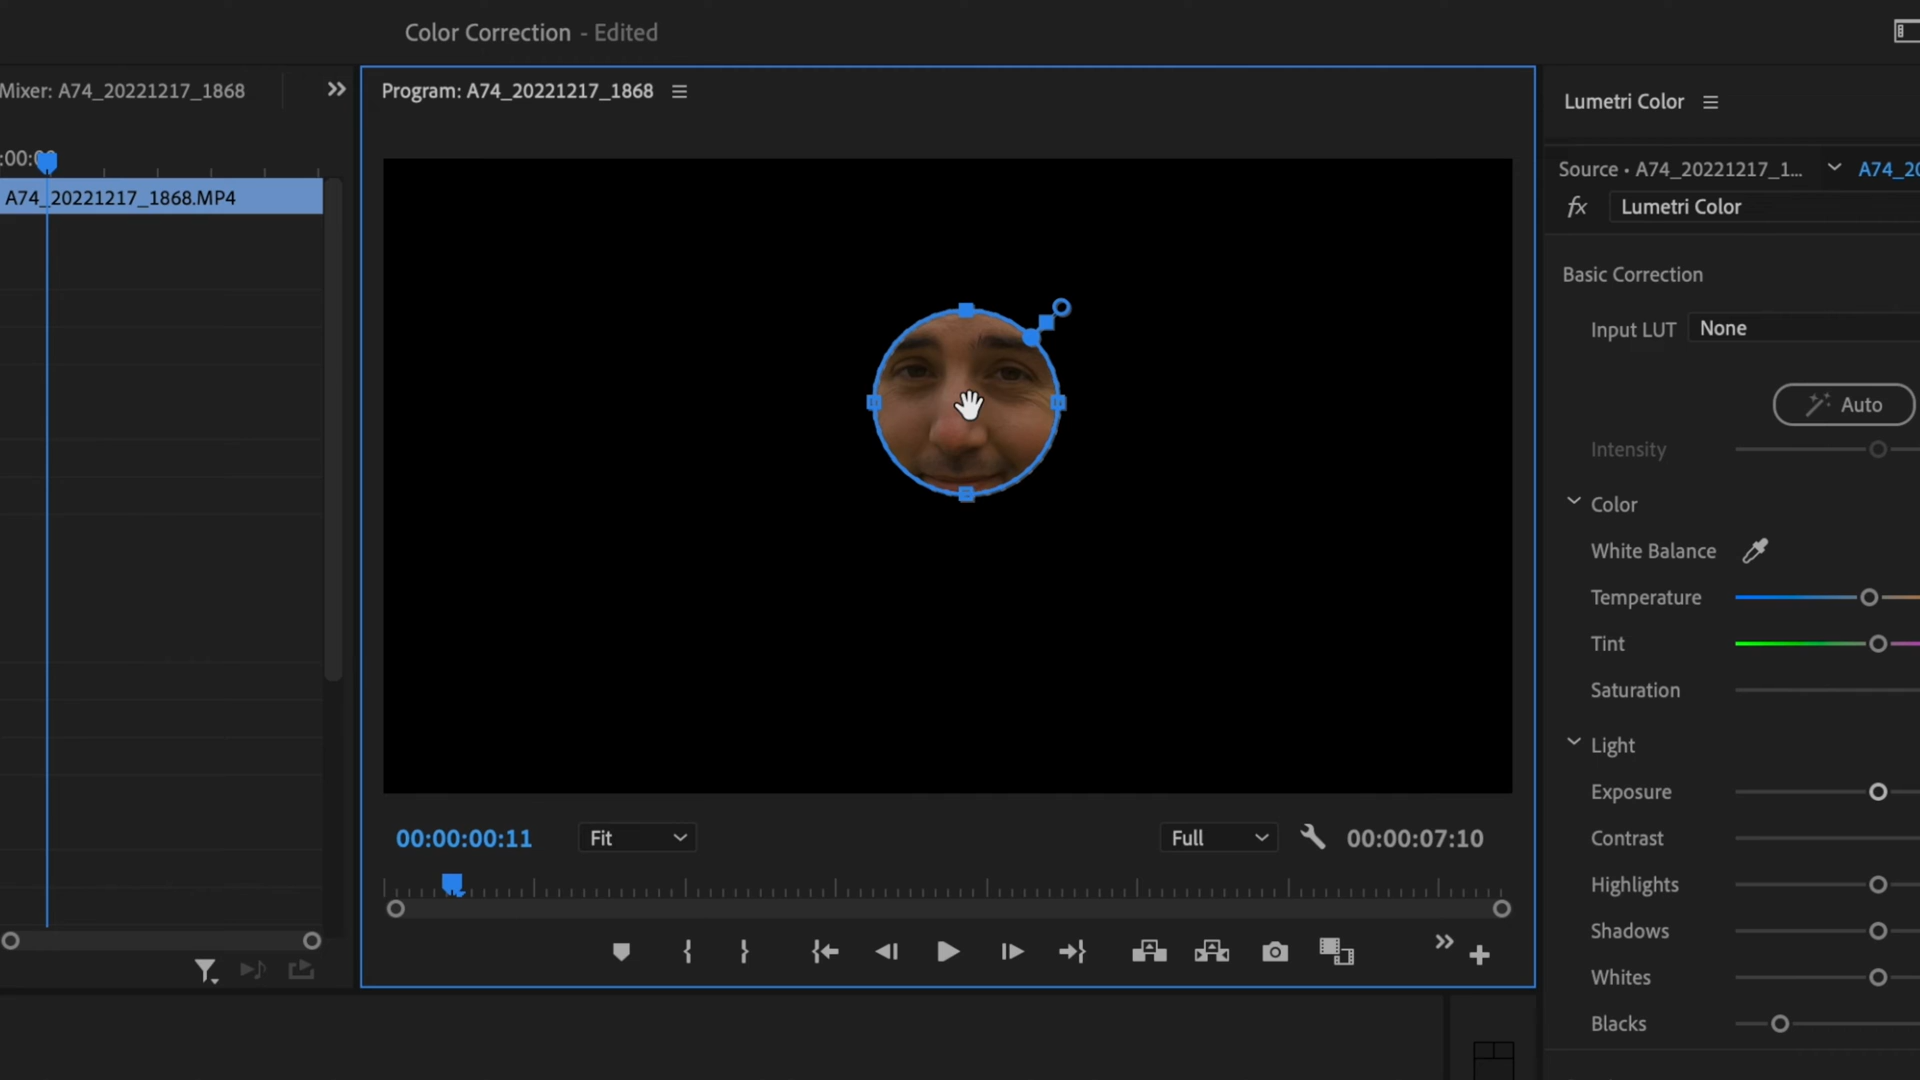 Color Correction - Edited
Mixer: A74_20221217_1868
Program: A74_20221217_1868
Lumetri Color
:00:00
A74_20221217_1868.MP4
Source • A74_20221217_1...
A74_20
fx
Lumetri Color
Basic Correction
Input LUT
None
Auto
Intensity
Color
White Balance
Temperature
Tint
Saturation
Light
Exposure
Contrast
Highlights
Shadows
Whites
Blacks
00:00:00:11
Fit
Full
00:00:07:10